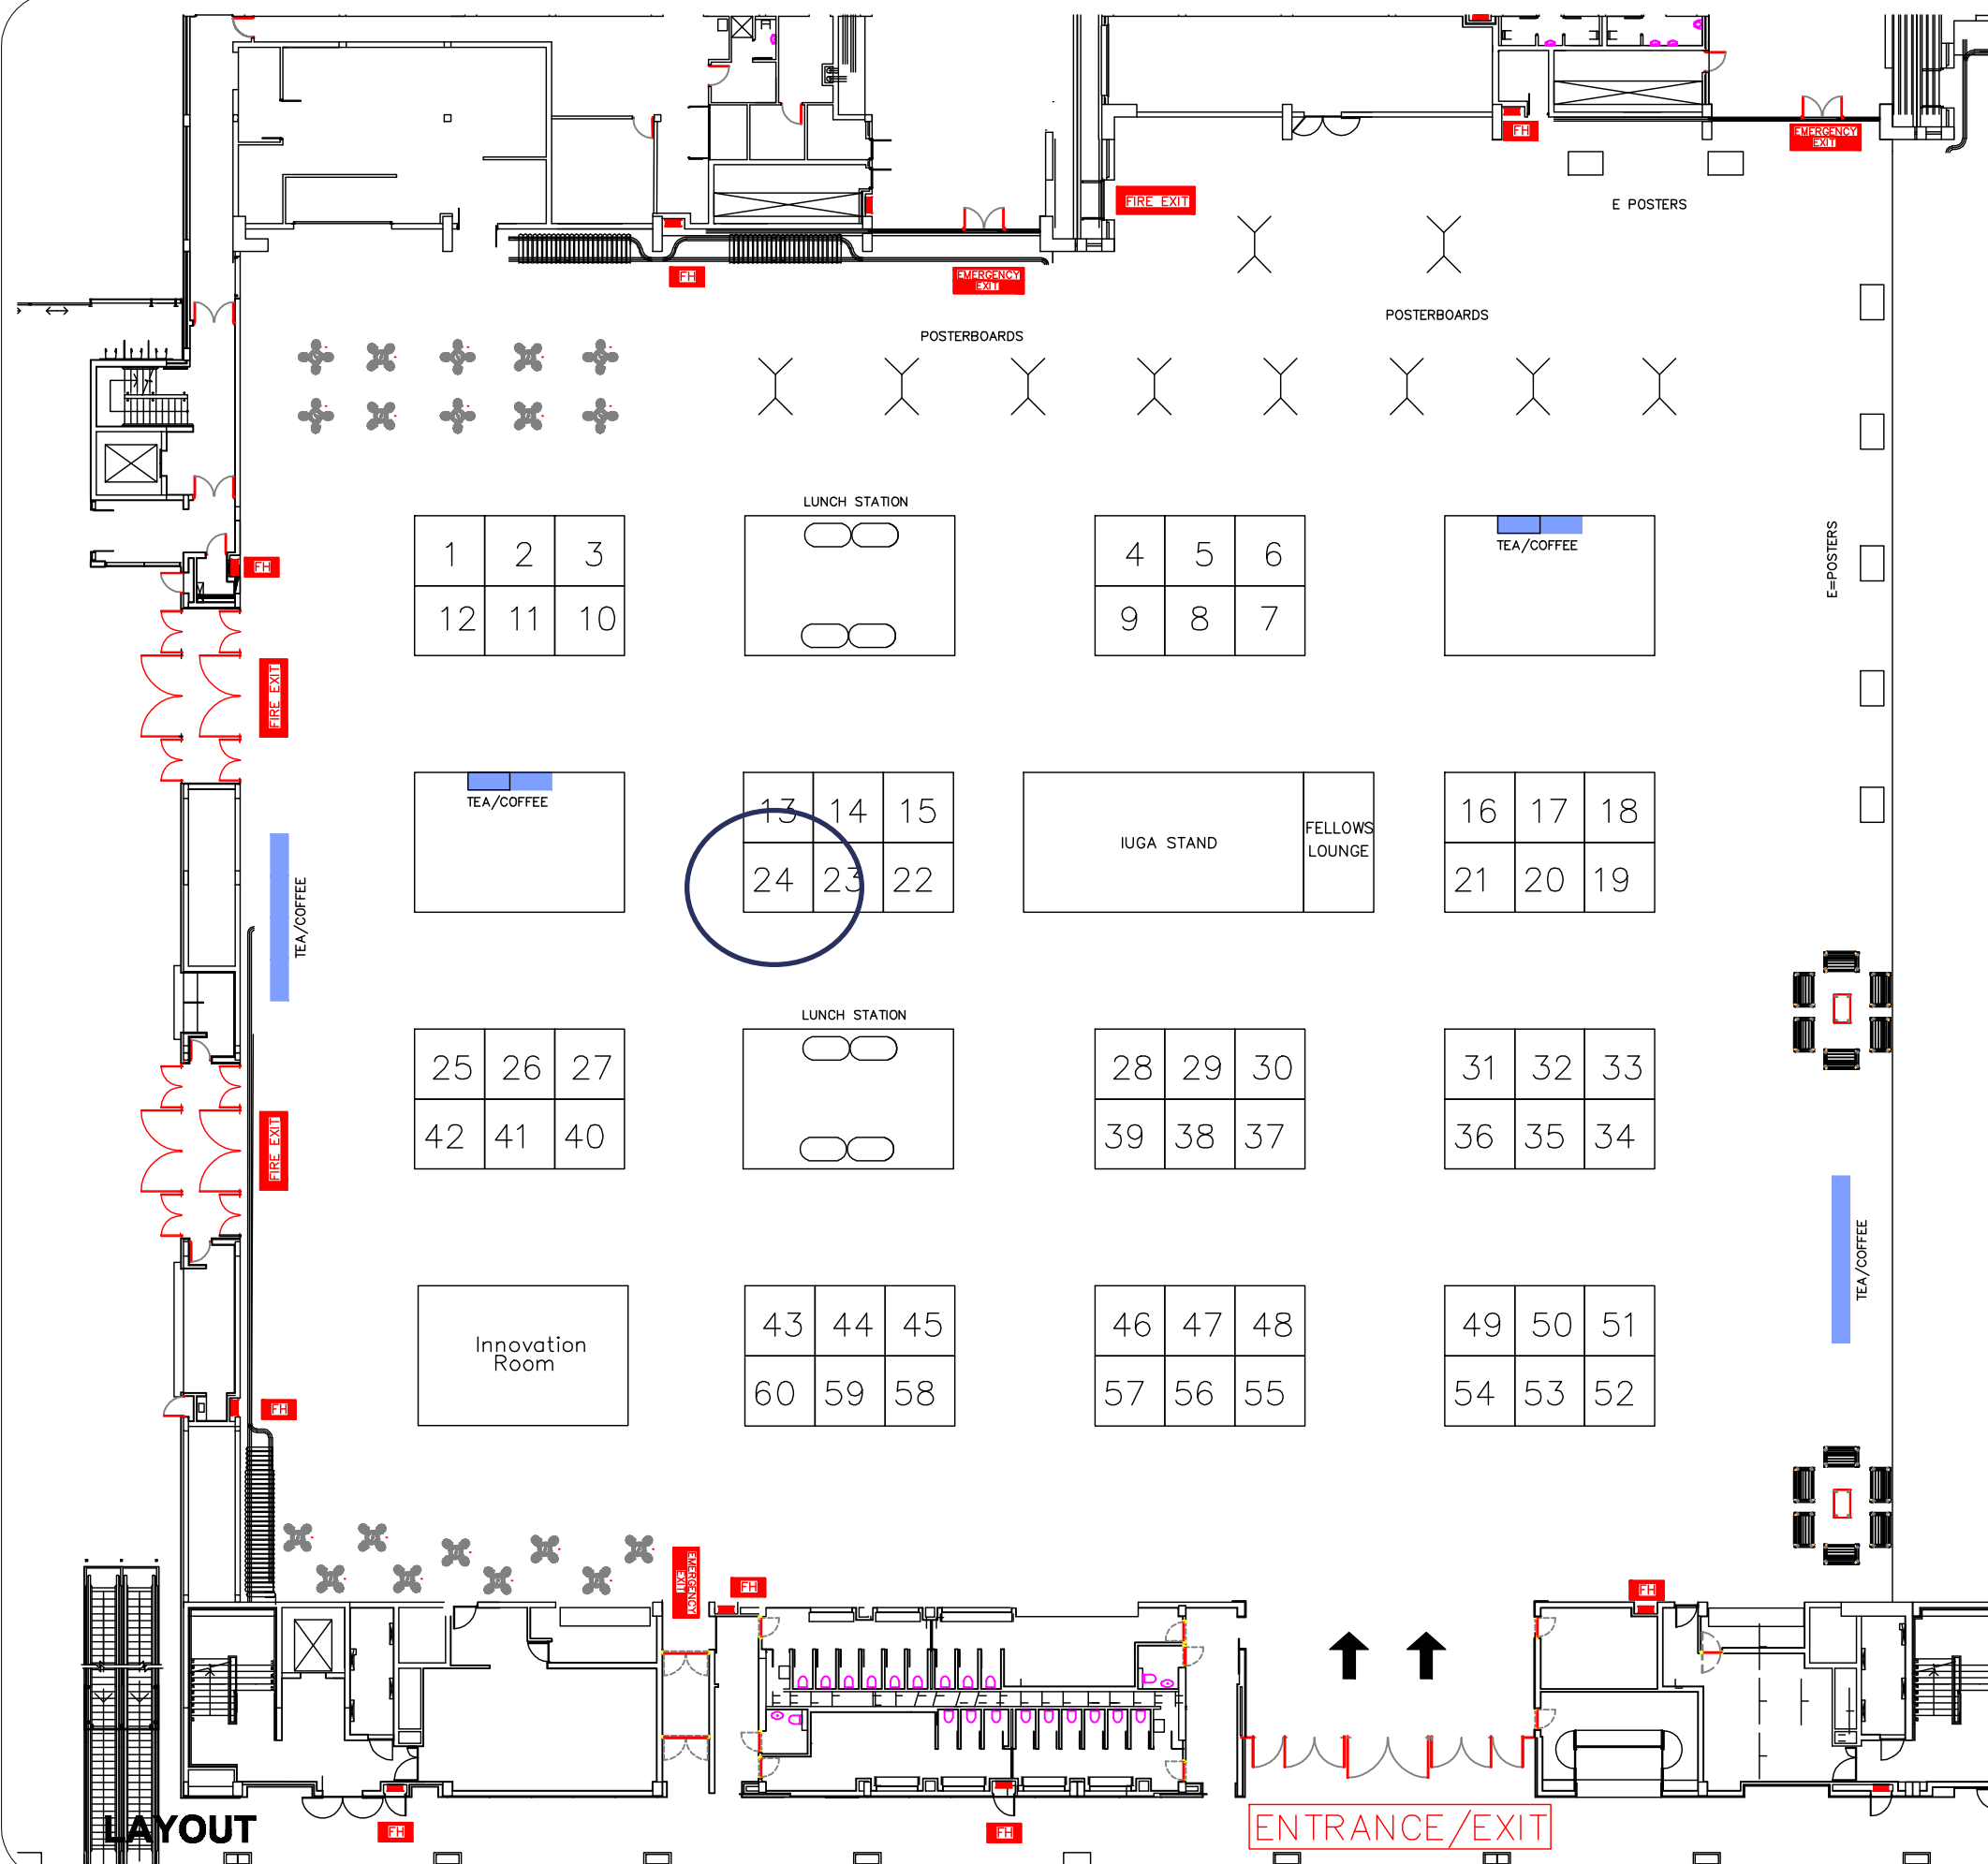 EMERGENCY
EXIT
FH
FIRE EXIT
E POSTERS
FH
EMERGENCY
EXIT
POSTERBOARDS
POSTERBOARDS
LUNCH STATION
1 2 3
4 5 6
TEA/COFFEE
E=POSTERS
FH
12 11 10
9 8 7
FIRE EXIT
TEA/COFFEE
13 14 15
16 17 18
IUGA STAND
FELLOWS
LOUNGE
24 23 22
21 20 19
TEA/COFFEE
LUNCH STATION
25 26 27
28 29 30
31 32 33
42 41 40
39 38 37
36 35 34
FIRE EXIT
TEA/COFFEE
Innovation
Room
43 44 45
46 47 48
49 50 51
60 59 58
57 56 55
54 53 52
FH
EMERGENCY
EXIT
FH
FH
LAYOUT
FH
FH
ENTRANCE/EXIT